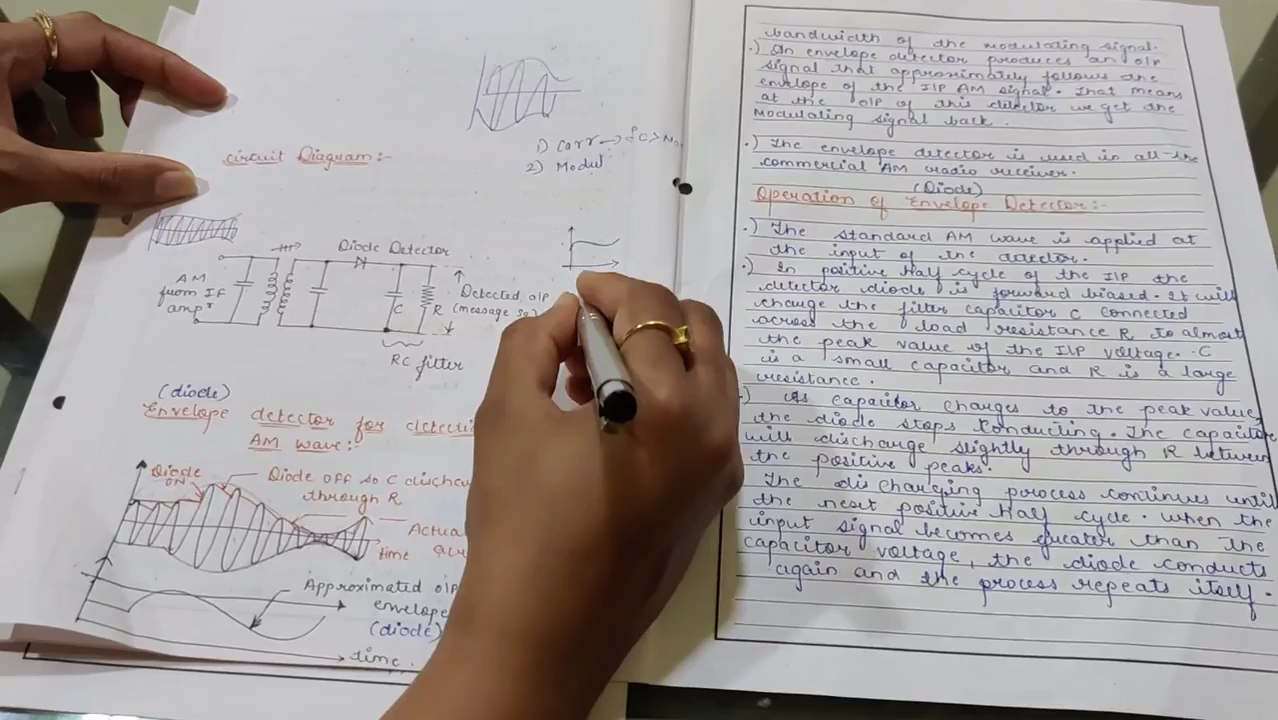 1) Carr → fc >
2) Modul
Circuit Diagram:-
Diode Detector
AM
from IF
ampr
C
R
Detected o/p
(message sg)
RC filter
(diode)
Envelope detector for detecti
AM wave:-
Diode
ON
Diode OFF so C discha
through R
Actua
time
Approximated o/p
envelope
(diode)
time.
bandwidth of the modulating signal.
.) An envelope detector produces an o/p
signal that approximately follows the
envelope of the I/P AM signal. That means
at the o/p of this detector we get the
Modulating signal back.
.) The envelope detector is used in all the
commercial AM radio receiver.
(Diode)
Operation of Envelope Detector:-
.) The standard AM wave is applied at
the input of the detector.
.) In positive half cycle of the I/P the
detector diode is forward biased. It will
charge the filter capacitor C connected
across the load resistance R to almost
the peak value of the I/P voltage. C
is a small capacitor and R is a large
resistance.
) As capacitor charges to the peak value,
the diode stops conducting. The capacitor
will discharge slightly through R between
the positive peaks.
The discharging process continues until
the next positive half cycle. when the
input signal becomes greater than the
capacitor voltage, the diode conducts
again and the process repeats itself.